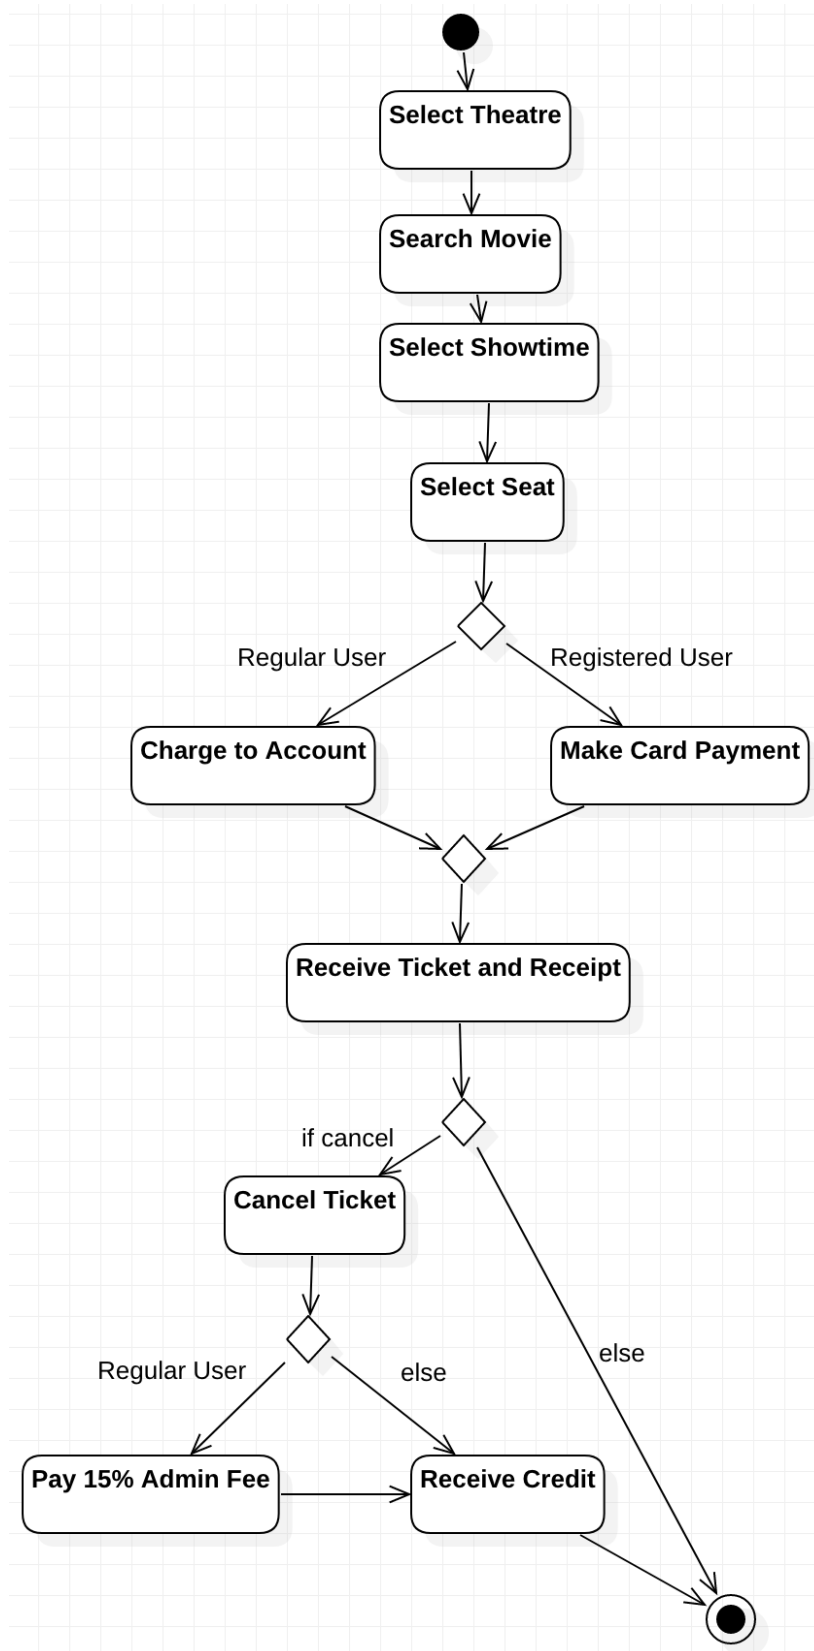 Select Theatre
Search Movie
Select Showtime
Select Seat
Regular User
Registered User
Charge to Account
Make Card Payment
Receive Ticket and Receipt
if cancel
Cancel Ticket
else
Regular User
else
Pay 15% Admin Fee
Receive Credit